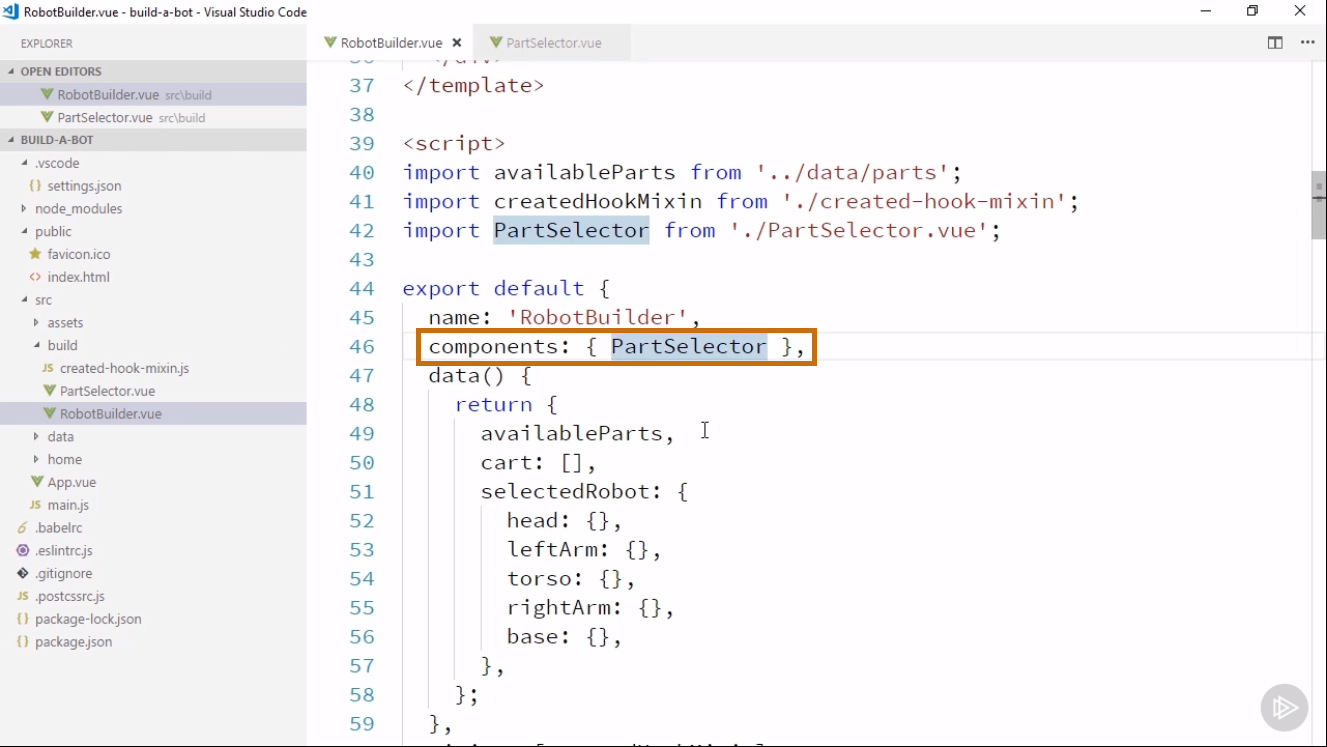 RobotBuilder.vue - build-a-bot - Visual Studio Code
EXPLORER
OPEN EDITORS
RobotBuilder.vue src\build
PartSelector.vue src\build
BUILD-A-BOT
.vscode
{} settings.json
node_modules
public
favicon.ico
<> index.html
src
assets
build
JS created-hook-mixin.js
PartSelector.vue
RobotBuilder.vue
data
home
App.vue
JS main.js
.babelrc
.eslintrc.js
.gitignore
JS .postcssrc.js
{} package-lock.json
{} package.json
RobotBuilder.vue
PartSelector.vue
36 </div>
37 </template>
38
39 <script>
40 import availableParts from '../data/parts';
41 import createdHookMixin from './created-hook-mixin';
42 import PartSelector from './PartSelector.vue';
43
44 export default {
45 name: 'RobotBuilder',
46 components: { PartSelector },
47 data() {
48 return {
49 availableParts,
50 cart: [],
51 selectedRobot: {
52 head: {},
53 leftArm: {},
54 torso: {},
55 rightArm: {},
56 base: {},
57 },
58 };
59 },